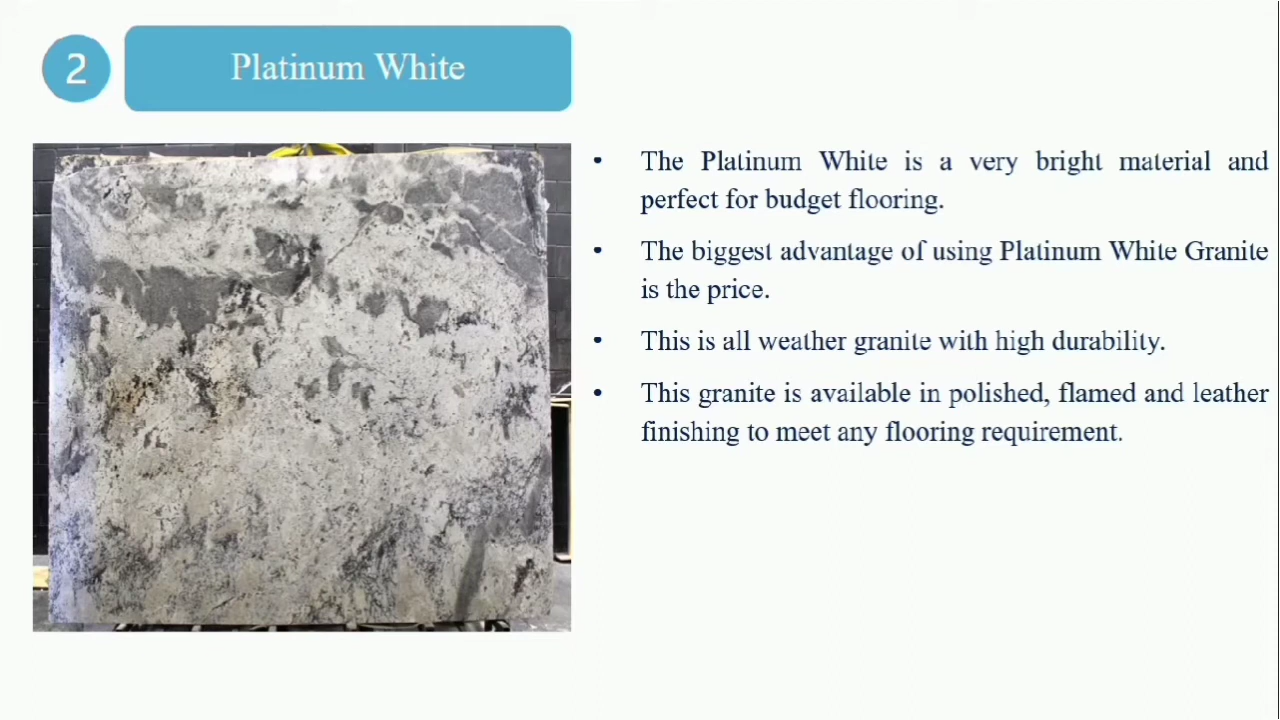 2
Platinum White
• The Platinum White is a very bright material and
perfect for budget flooring.
• The biggest advantage of using Platinum White Granite
is the price.
• This is all weather granite with high durability.
• This granite is available in polished, flamed and leather
finishing to meet any flooring requirement.